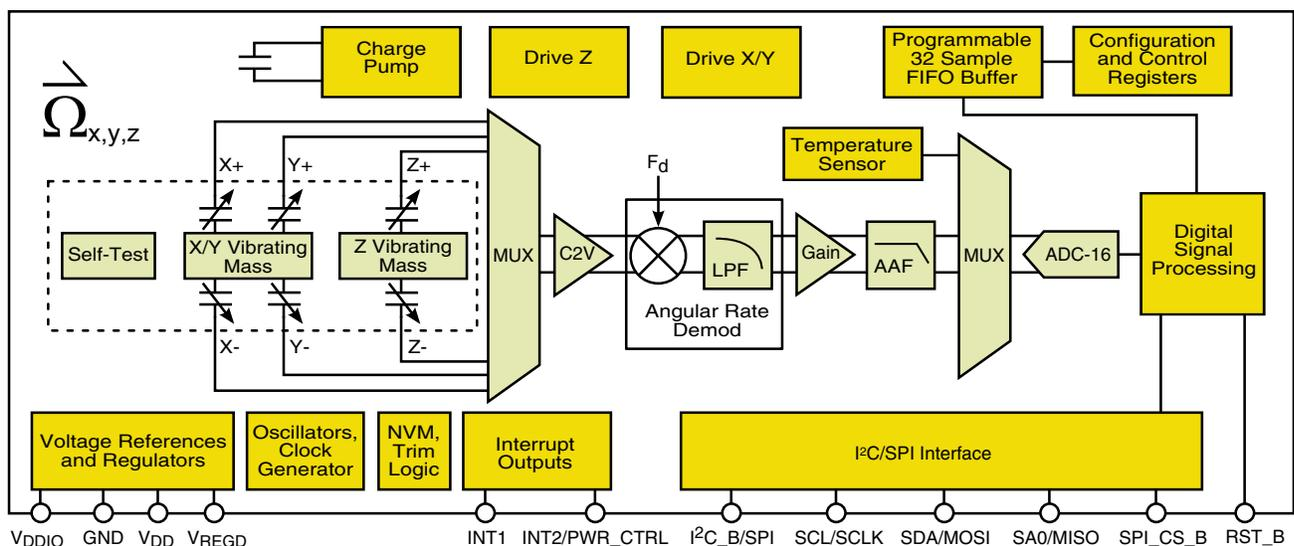 Charge
Pump
Drive Z
Drive X/Y
Programmable
32 Sample
FIFO Buffer
Configuration
and Control
Registers
Ωx,y,z
Temperature
Sensor
X+
Y+
Z+
Fd
Self-Test
X/Y Vibrating
Mass
Z Vibrating
Mass
MUX
C2V
LPF
Angular Rate
Demod
Gain
AAF
MUX
ADC-16
Digital
Signal
Processing
X-
Y-
Z-
Voltage References
and Regulators
Oscillators,
Clock
Generator
NVM,
Trim
Logic
Interrupt
Outputs
I²C/SPI Interface
VDDIO
GND
VDD
VREGD
INT1
INT2/PWR_CTRL
I²C_B/SPI
SCL/SCLK
SDA/MOSI
SA0/MISO
SPI_CS_B
RST_B